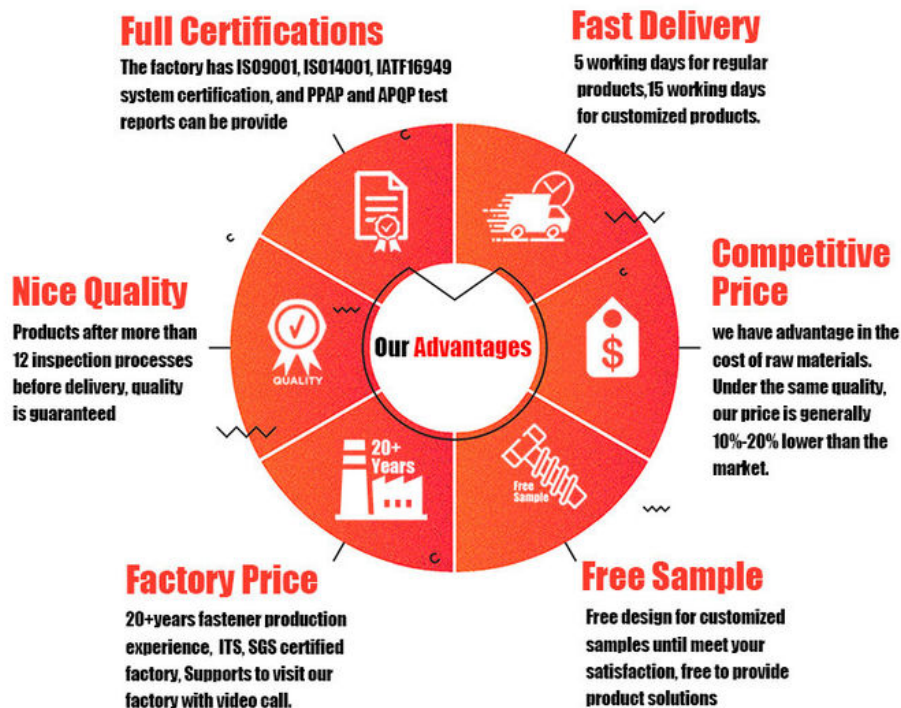 Full Certifications
The factory has ISO9001, ISO14001, IATF16949
system certification, and PPAP and APQP test
reports can be provide
Fast Delivery
5 working days for regular
products,15 working days
for customized products.
Nice Quality
Products after more than
12 inspection processes
before delivery, quality
is guaranteed
QUALITY
Our Advantages
Competitive
Price
we have advantage in the
cost of raw materials.
Under the same quality,
our price is generally
10%-20% lower than the
market.
$
20+
Years
Free
Sample
Factory Price
20+years fastener production
experience, ITS, SGS certified
factory, Supports to visit our
factory with video call.
Free Sample
Free design for customized
samples until meet your
satisfaction, free to provide
product solutions